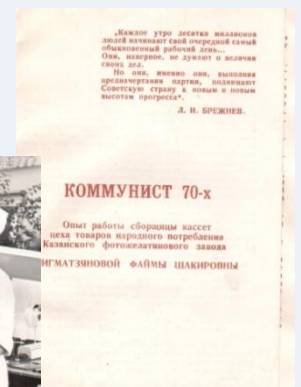 „Каждое утро десятки миллионов
людей начинают свой очередной самый
обыкновенный рабочий день...
Они, наверное, не думают о величии
своих дел.
Но они, именно они, выполняя
предначертания партии, поднимают
Советскую страну к новым и новым
высотам прогресса“.
Л. И. БРЕЖНЕВ.
КОММУНИСТ 70-х
Опыт работы сборщицы кассет
цеха товаров народного потребления
Казанского фотожелатинового завода
ИГМАТЗЯНОВОЙ ФАЙМЫ ШАКИРОВНЫ